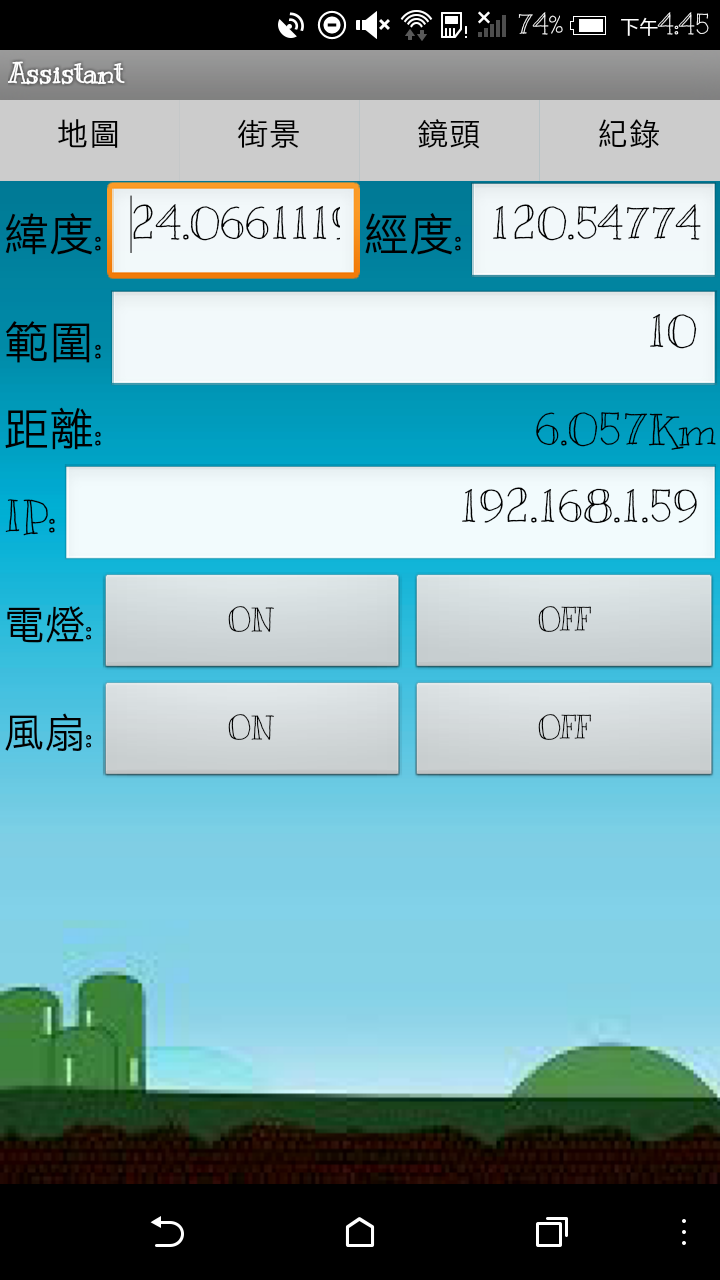 74% 下午4:45
Assistant
地圖 街景 鏡頭 紀錄
緯度: 24.0661119 經度: 120.54774
範圍: 10
距離: 6.057Km
IP: 192.168.1.59
電燈: ON OFF
風扇: ON OFF